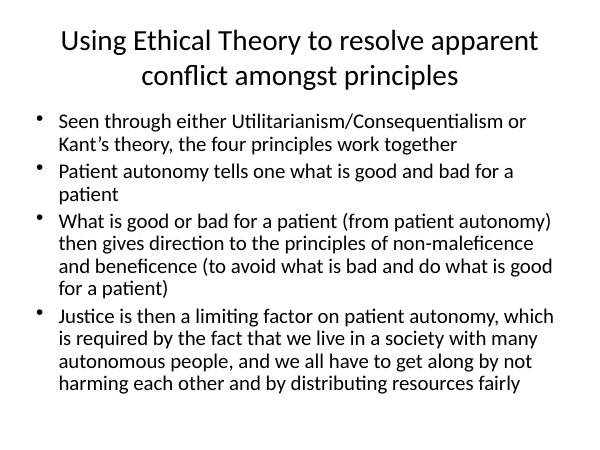 Using Ethical Theory to resolve apparent
conflict amongst principles
• Seen through either Utilitarianism/Consequentialism or
Kant’s theory, the four principles work together
• Patient autonomy tells one what is good and bad for a
patient
• What is good or bad for a patient (from patient autonomy)
then gives direction to the principles of non-maleficence
and beneficence (to avoid what is bad and do what is good
for a patient)
• Justice is then a limiting factor on patient autonomy, which
is required by the fact that we live in a society with many
autonomous people, and we all have to get along by not
harming each other and by distributing resources fairly